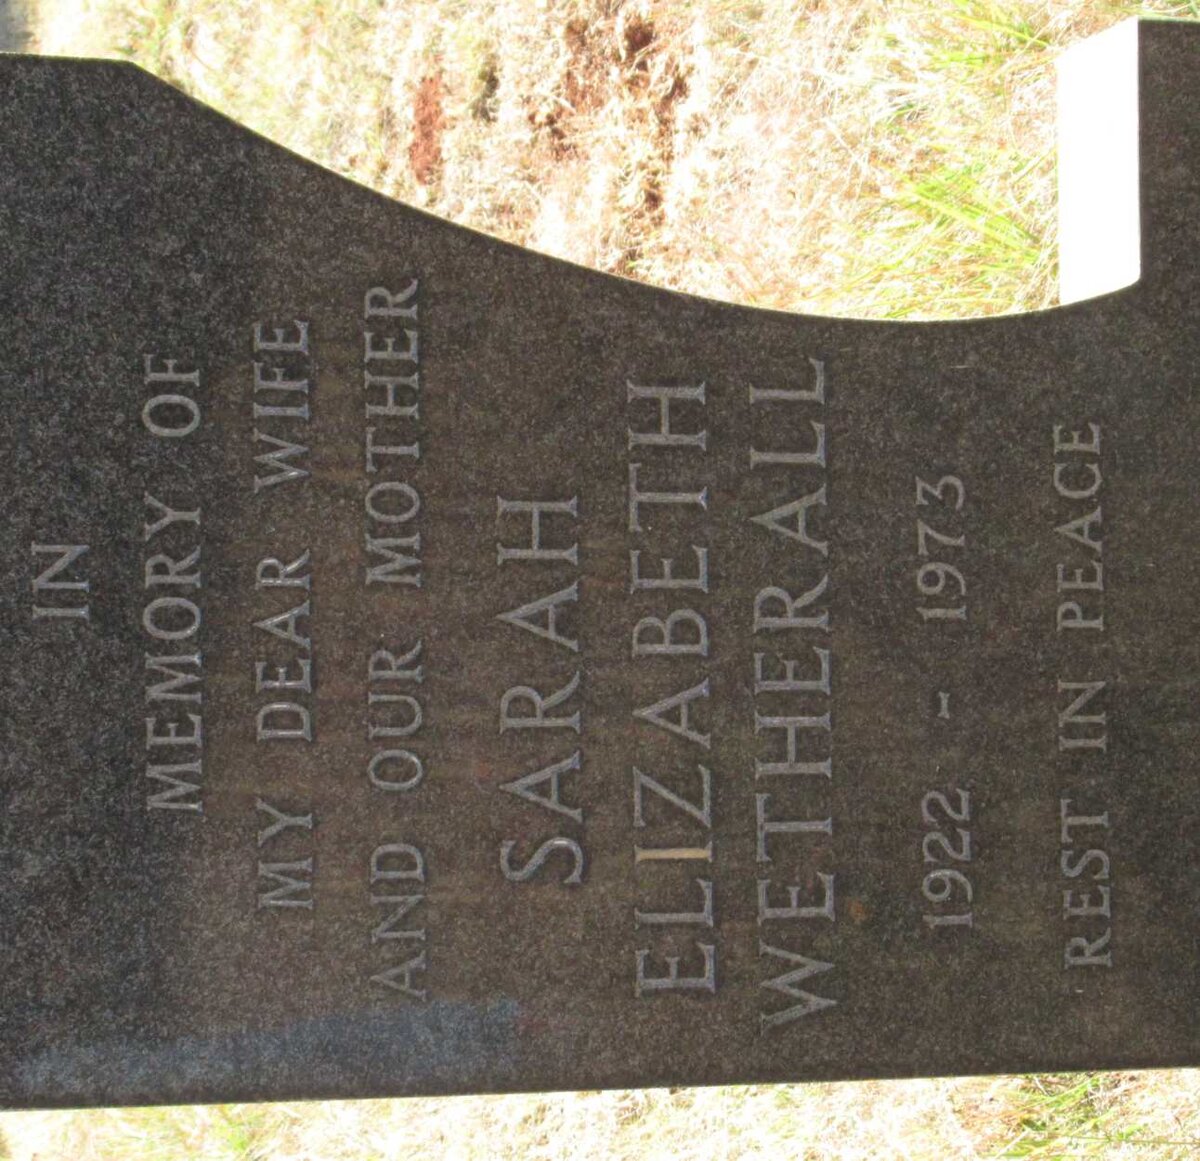 IN
MEMORY OF
MY DEAR WIFE
AND OUR MOTHER
SARAH
ELIZABETH
WETHERALL
1922 - 1973
REST IN PEACE